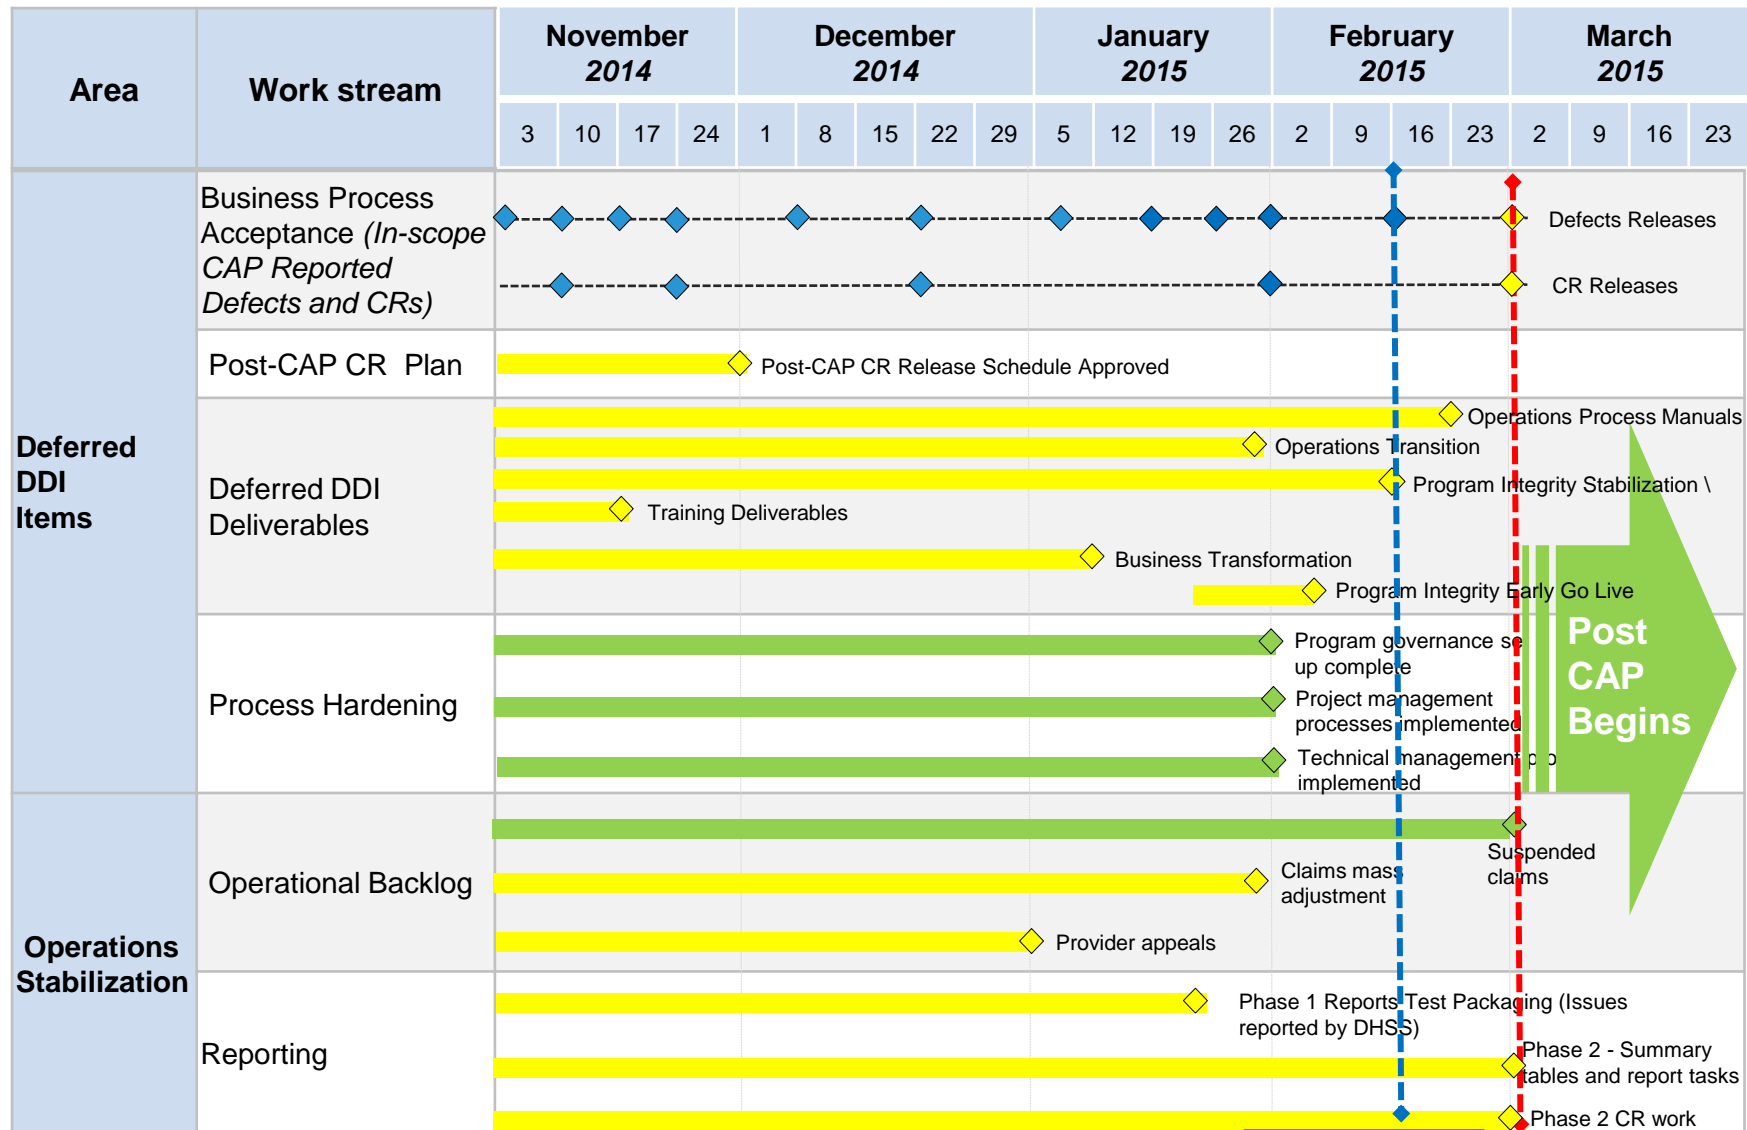 Area
Work stream
November
2014
December
2014
January
2015
February
2015
March
2015
3 10 17 24 1 8 15 22 29 5 12 19 26 2 9 16 23 2 9 16 23
Deferred
DDI
Items
Business Process
Acceptance (In-scope
CAP Reported
Defects and CRs)
Defects Releases
CR Releases
Post-CAP CR Plan
Post-CAP CR Release Schedule Approved
Deferred DDI
Deliverables
Operations Process Manuals
Operations Transition
Program Integrity Stabilization \
Training Deliverables
Business Transformation
Program Integrity Early Go Live
Process Hardening
Program governance se
up complete
Project management
processes implemented
Technical management pro
implemented
Post
CAP
Begins
Operations
Stabilization
Operational Backlog
Suspended
claims
Claims mass
adjustment
Provider appeals
Reporting
Phase 1 Reports Test Packaging (Issues
reported by DHSS)
Phase 2 - Summary
tables and report tasks
Phase 2 CR work